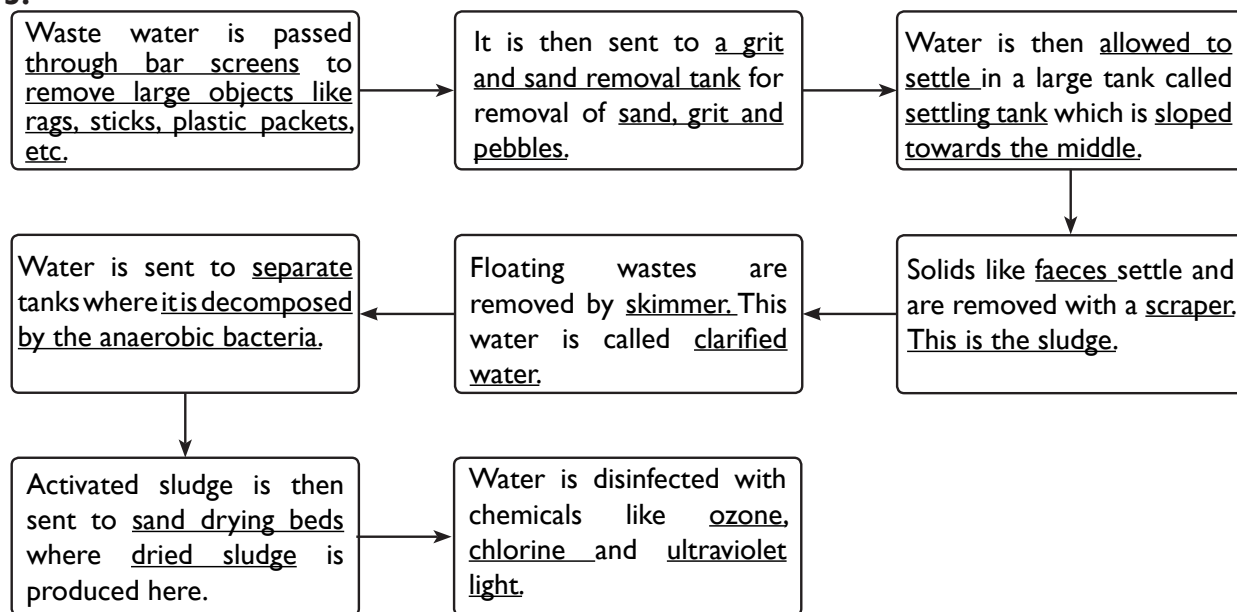 Waste water is passed
through bar screens to
remove large objects like
rags, sticks, plastic packets,
etc.
It is then sent to a grit
and sand removal tank for
removal of sand, grit and
pebbles.
Water is then allowed to
settle in a large tank called
settling tank which is sloped
towards the middle.
Solids like faeces settle and
are removed with a scraper.
This is the sludge.
Floating wastes are
removed by skimmer. This
water is called clarified
water.
Water is sent to separate
tanks where it is decomposed
by the anaerobic bacteria.
Activated sludge is then
sent to sand drying beds
where dried sludge is
produced here.
Water is disinfected with
chemicals like ozone,
chlorine and ultraviolet
light.